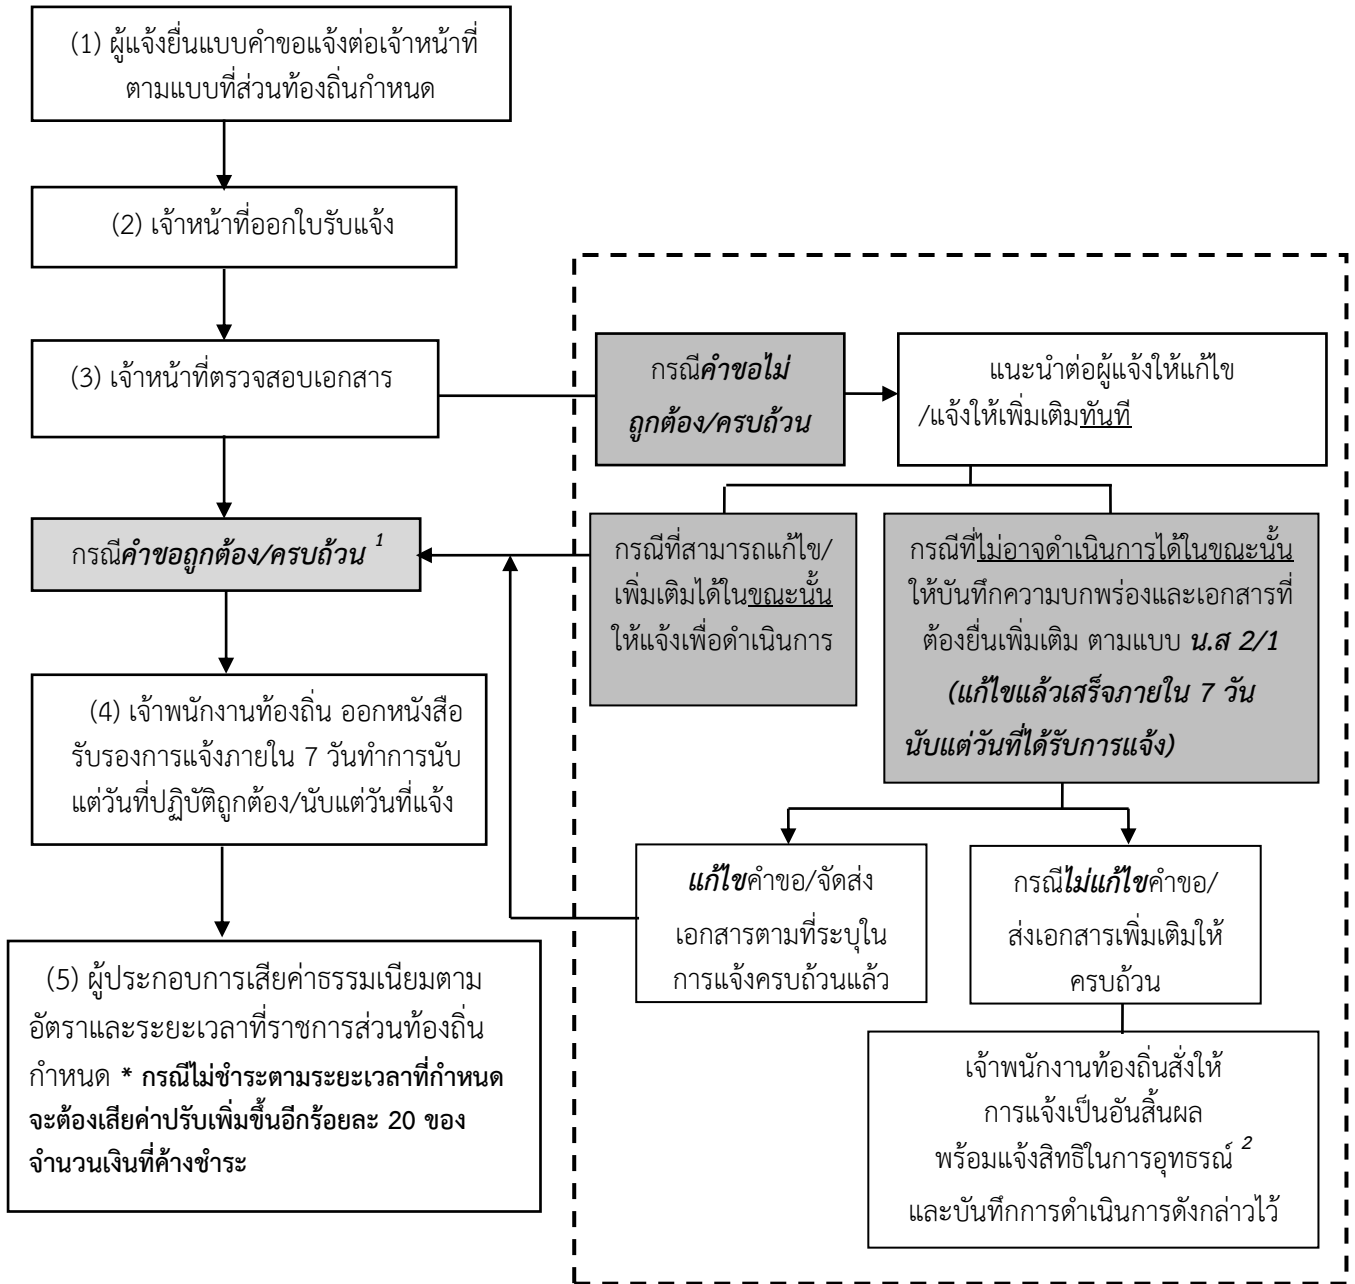 (1) ผู้แจ้งยื่นแบบคำขอแจ้งต่อเจ้าหน้าที่
ตามแบบที่ส่วนท้องถิ่นกำหนด
(2) เจ้าหน้าที่ออกใบรับแจ้ง
(3) เจ้าหน้าที่ตรวจสอบเอกสาร
กรณีคำขอไม่
ถูกต้อง/ครบถ้วน
แนะนำต่อผู้แจ้งให้แก้ไข
/แจ้งให้เพิ่มเติมทันที
กรณีคำขอถูกต้อง/ครบถ้วน 1
กรณีที่สามารถแก้ไข/
เพิ่มเติมได้ในขณะนั้น
ให้แจ้งเพื่อดำเนินการ
กรณีที่ไม่อาจดำเนินการได้ในขณะนั้น
ให้บันทึกความบกพร่องและเอกสารที่
ต้องยื่นเพิ่มเติม ตามแบบ น.ส 2/1
(แก้ไขแล้วเสร็จภายใน 7 วัน
นับแต่วันที่ได้รับการแจ้ง)
(4) เจ้าพนักงานท้องถิ่น ออกหนังสือ
รับรองการแจ้งภายใน 7 วันทำการนับ
แต่วันที่ปฏิบัติถูกต้อง/นับแต่วันที่แจ้ง
แก้ไขคำขอ/จัดส่ง
เอกสารตามที่ระบุใน
การแจ้งครบถ้วนแล้ว
กรณีไม่แก้ไขคำขอ/
ส่งเอกสารเพิ่มเติมให้
ครบถ้วน
(5) ผู้ประกอบการเสียค่าธรรมเนียมตาม
อัตราและระยะเวลาที่ราชการส่วนท้องถิ่น
กำหนด * กรณีไม่ชำระตามระยะเวลาที่กำหนด
จะต้องเสียค่าปรับเพิ่มขึ้นอีกร้อยละ 20 ของ
จำนวนเงินที่ค้างชำระ
เจ้าพนักงานท้องถิ่นสั่งให้
การแจ้งเป็นอันสิ้นผล
พร้อมแจ้งสิทธิในการอุทธรณ์ 2
และบันทึกการดำเนินการดังกล่าวไว้